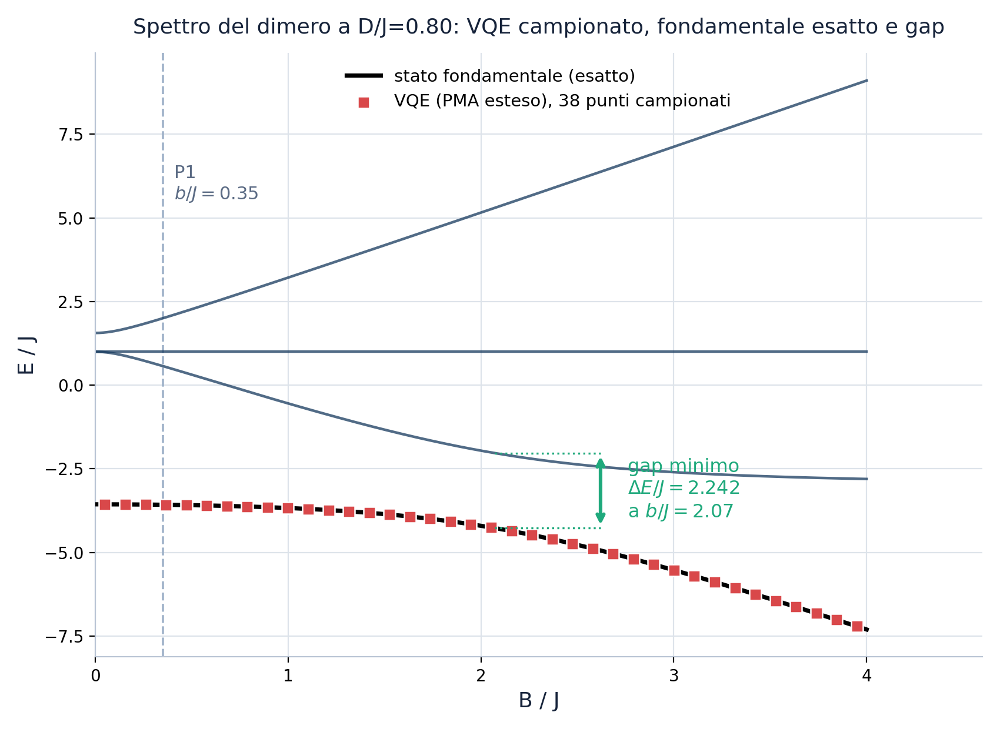 Spettro del dimero a D/J=0.80: VQE campionato, fondamentale esatto e gap
stato fondamentale (esatto)
VQE (PMA esteso), 38 punti campionati
P1
b/J = 0.35
gap minimo
ΔE/J = 2.242
a b/J = 2.07
E / J
7.5
5.0
2.5
0.0
−2.5
−5.0
−7.5
0 1 2 3 4
B / J